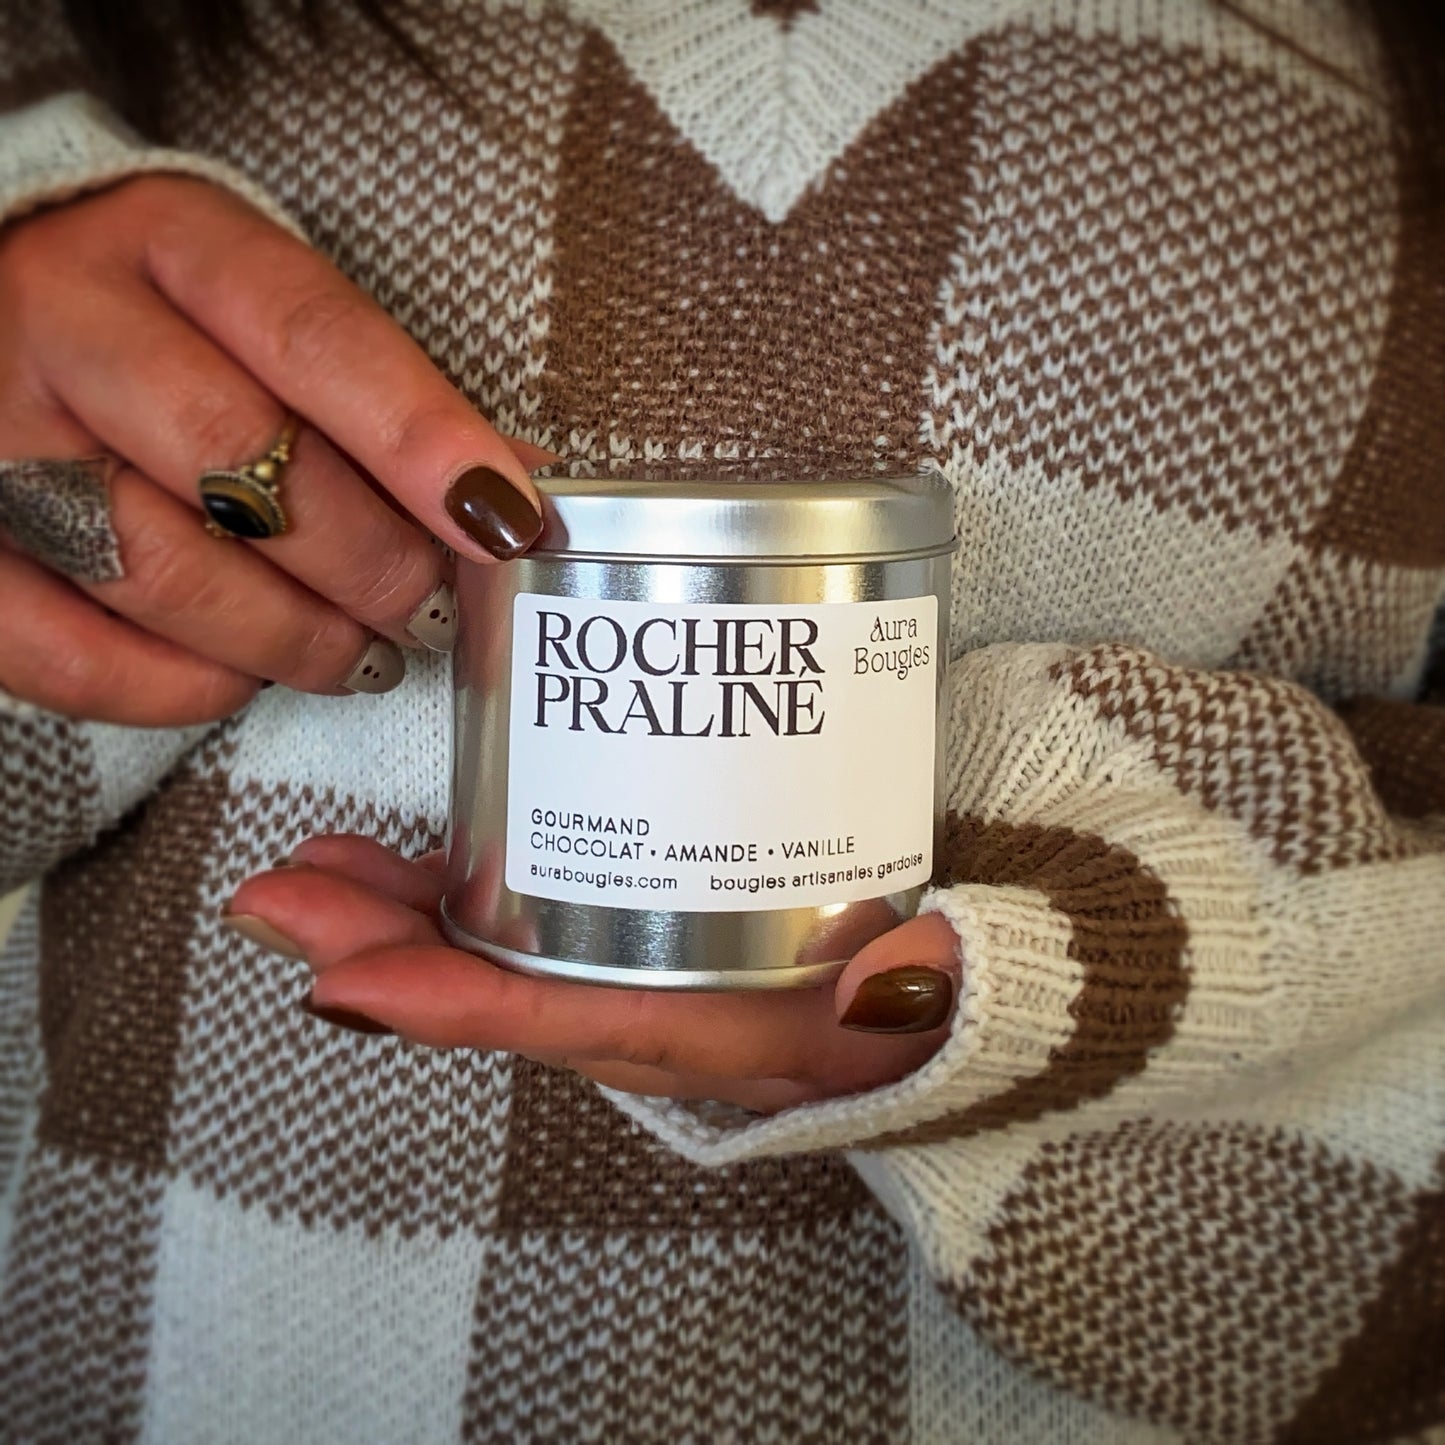 ROCHER
PRALINÉ
Aura
Bougies
GOURMAND
CHOCOLAT • AMANDE • VANILLE
aurabougies.com bougies artisanales gardoise